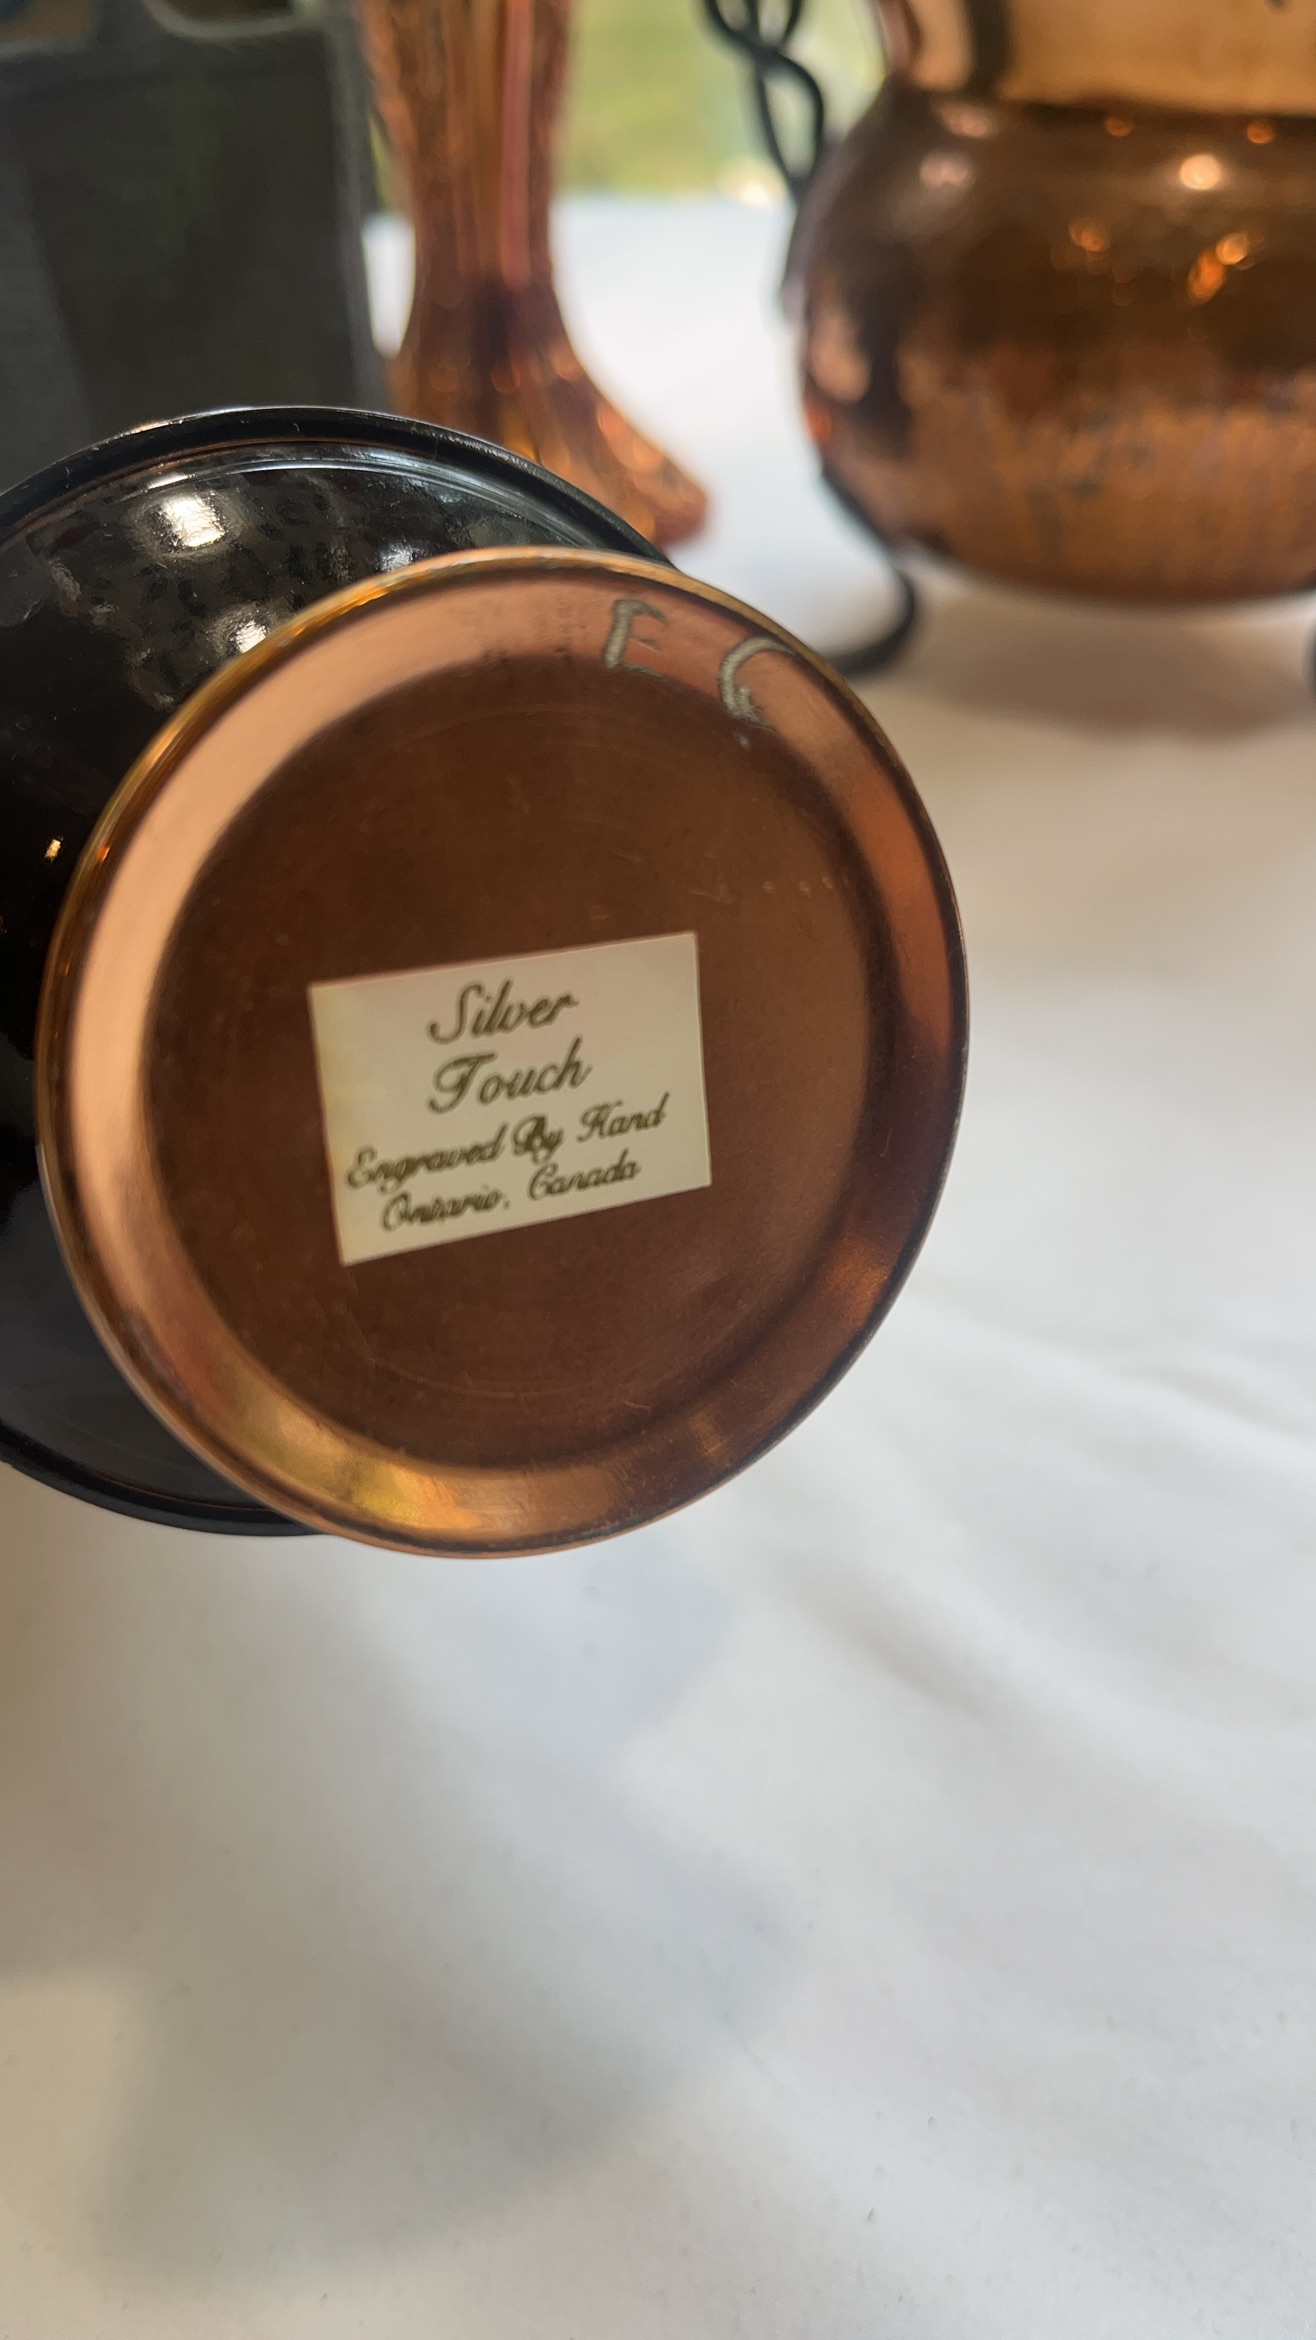 E G
Silver
Touch
Engraved By Hand
Ontario, Canada